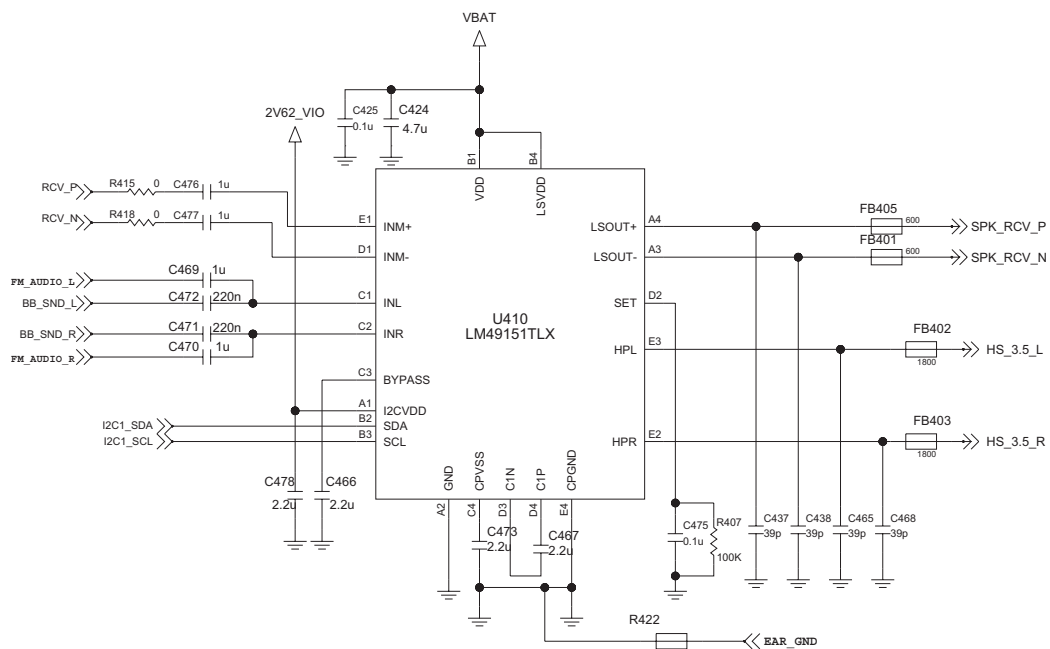 VBAT
2V62_VIO
C425
0.1u
C424
4.7u
B1
B4
VDD
LSVDD
RCV_P
R415
0
C476
1u
RCV_N
R418
0
C477
1u
E1
INM+
D1
INM-
FM_AUDIO_L
C469
1u
BB_SND_L
C472
220n
C1
INL
BB_SND_R
C471
220n
C2
INR
FM_AUDIO_R
C470
1u
C3
BYPASS
A1
I2CVDD
I2C1_SDA
B2
SDA
I2C1_SCL
B3
SCL
U410
LM49151TLX
LSOUT+
A4
FB405
600
SPK_RCV_P
LSOUT-
A3
FB401
600
SPK_RCV_N
SET
D2
HPL
E3
FB402
1800
HS_3.5_L
HPR
E2
FB403
1800
HS_3.5_R
GND
CPVSS
C1N
C1P
CPGND
A2
C4
D3
D4
E4
C478
2.2u
C466
2.2u
C473
2.2u
C467
2.2u
C475
0.1u
R407
100K
C437
39p
C438
39p
C465
39p
C468
39p
R422
EAR_GND